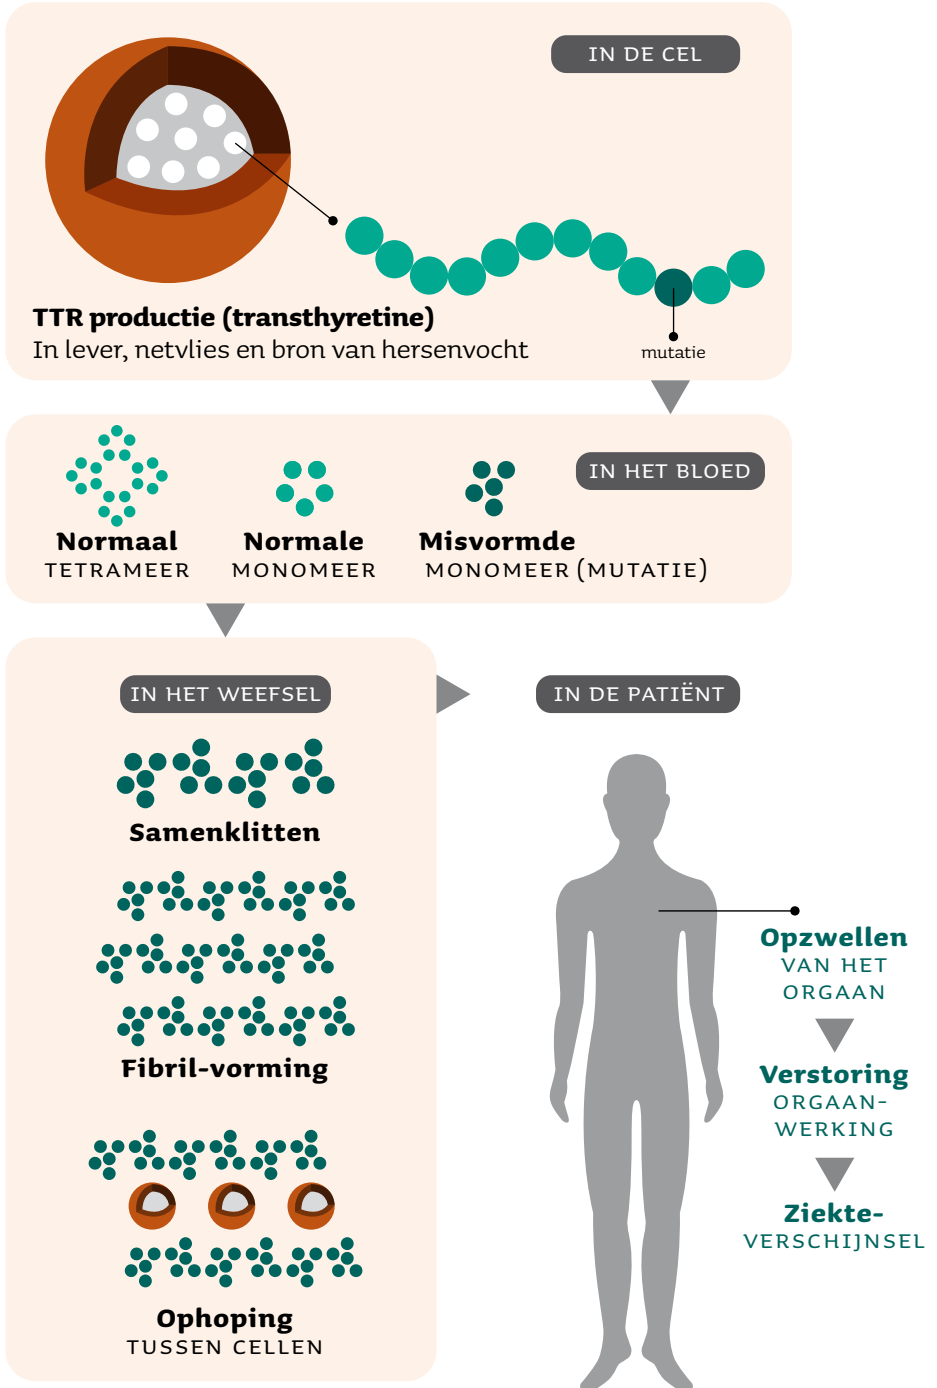 IN DE CEL
TTR productie (transthyretine)
In lever, netvlies en bron van hersenvocht
mutatie
IN HET BLOED
Normaal
TETRAMEER
Normale
MONOMEER
Misvormde
MONOMEER (MUTATIE)
IN HET WEEFSEL
Samenklitten
Fibril-vorming
Ophoping
TUSSEN CELLEN
IN DE PATIËNT
Opzwellen
VAN HET
ORGAAN
Verstoring
ORGAAN-
WERKING
Ziekte-
VERSCHIJNSEL